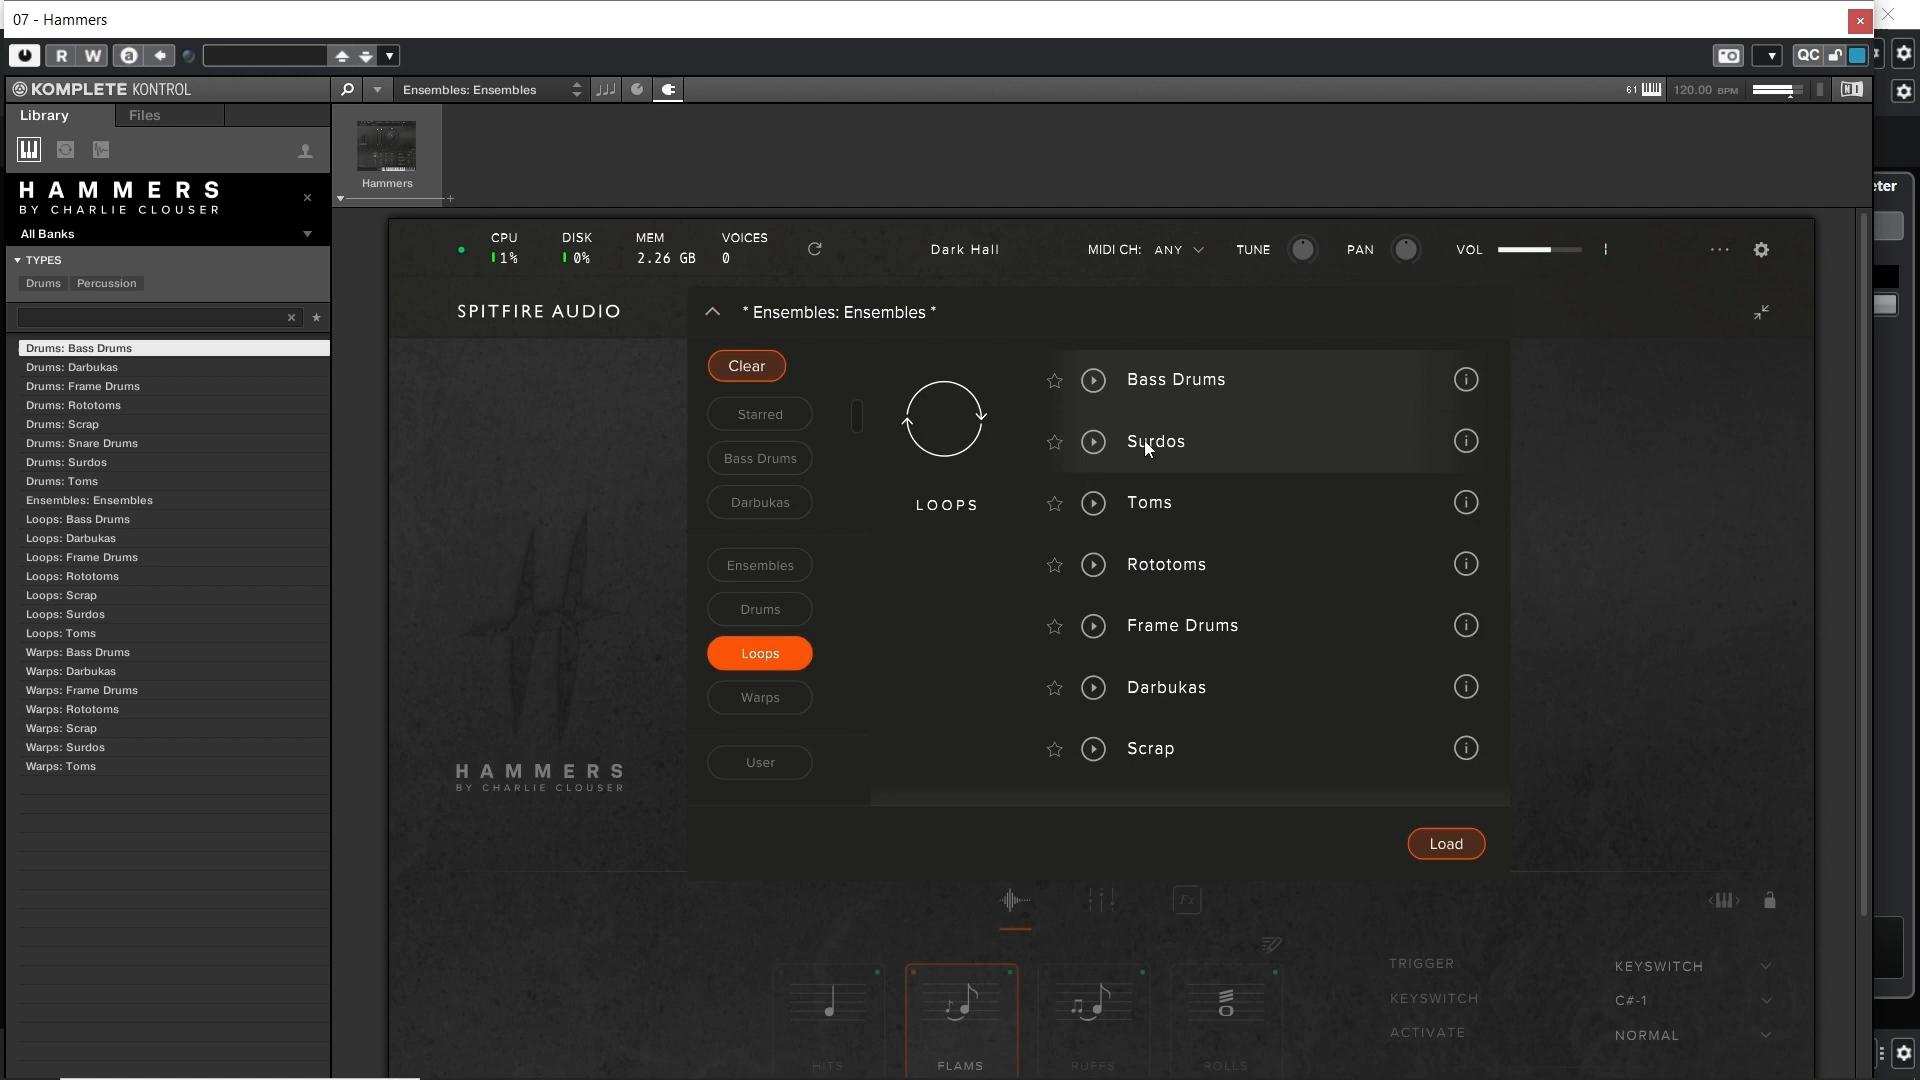 07 - Hammers
R W a
QC
KOMPLETE KONTROL
Ensembles: Ensembles
61
120.00 BPM
Library
Files
Hammers
HAMMERS
BY CHARLIE CLOUSER
All Banks
TYPES
Drums
Percussion
Drums: Bass Drums
Drums: Darbukas
Drums: Frame Drums
Drums: Rototoms
Drums: Scrap
Drums: Snare Drums
Drums: Surdos
Drums: Toms
Ensembles: Ensembles
Loops: Bass Drums
Loops: Darbukas
Loops: Frame Drums
Loops: Rototoms
Loops: Scrap
Loops: Surdos
Loops: Toms
Warps: Bass Drums
Warps: Darbukas
Warps: Frame Drums
Warps: Rototoms
Warps: Scrap
Warps: Surdos
Warps: Toms
CPU
1%
DISK
0%
MEM
2.26 GB
VOICES
0
Dark Hall
MIDI CH: ANY
TUNE
PAN
VOL
SPITFIRE AUDIO
* Ensembles: Ensembles *
Clear
Starred
Bass Drums
Darbukas
Ensembles
Drums
Loops
Warps
User
LOOPS
Bass Drums
Surdos
Toms
Rototoms
Frame Drums
Darbukas
Scrap
Load
HAMMERS
BY CHARLIE CLOUSER
Fx
HITS
FLAMS
RUFFS
ROLLS
TRIGGER
KEYSWITCH
KEYSWITCH
C#-1
ACTIVATE
NORMAL